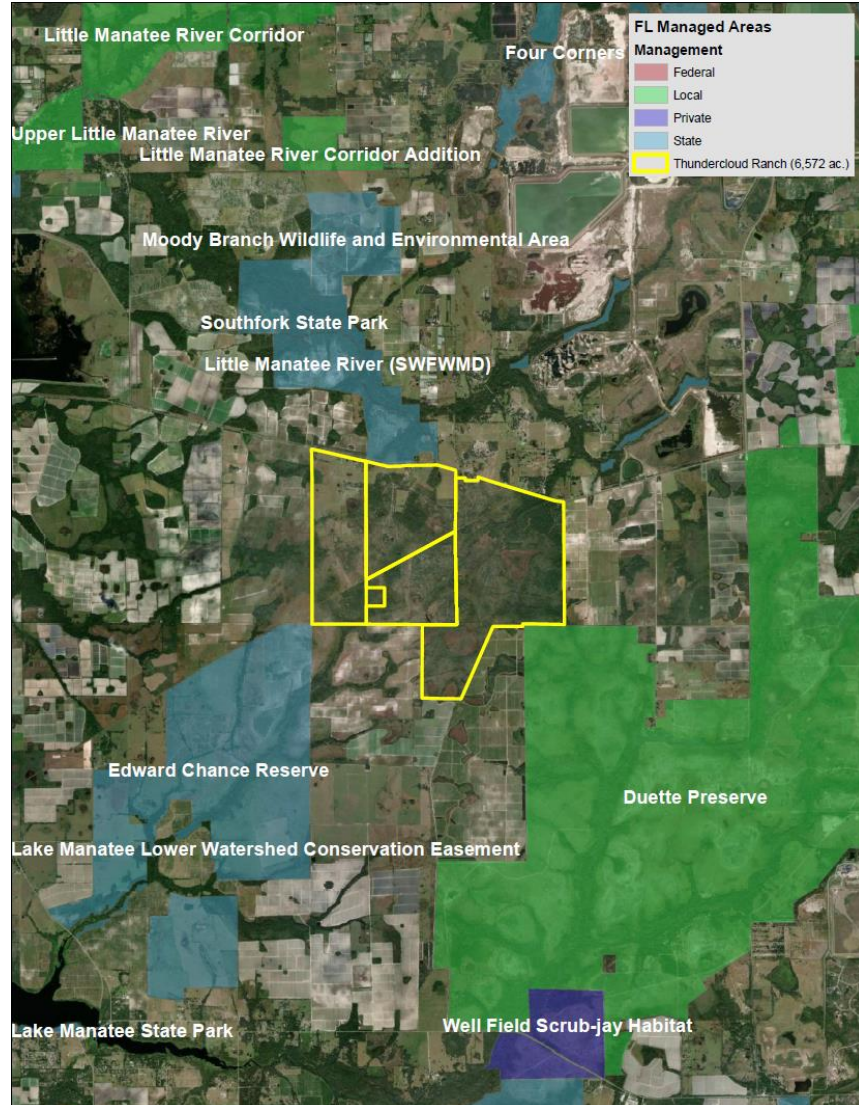 Little Manatee River Corridor
Four Corners
FL Managed Areas
Management
Federal
Local
Private
State
Thundercloud Ranch (6,572 ac.)
Upper Little Manatee River
Little Manatee River Corridor Addition
Moody Branch Wildlife and Environmental Area
Southfork State Park
Little Manatee River (SWFWMD)
Edward Chance Reserve
Duette Preserve
Lake Manatee Lower Watershed Conservation Easement
Lake Manatee State Park
Well Field Scrub-jay Habitat